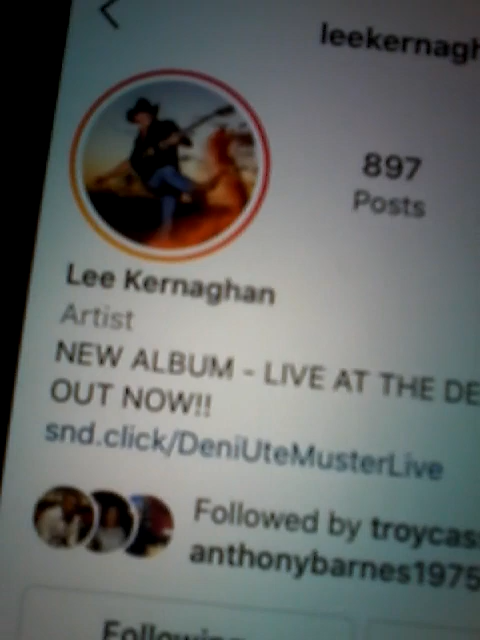 leekernagh
897
Posts
Lee Kernaghan
Artist
NEW ALBUM - LIVE AT THE DE
OUT NOW!!
snd.click/DeniUteMusterLive
Followed by troycas
anthonybarnes1975
Following